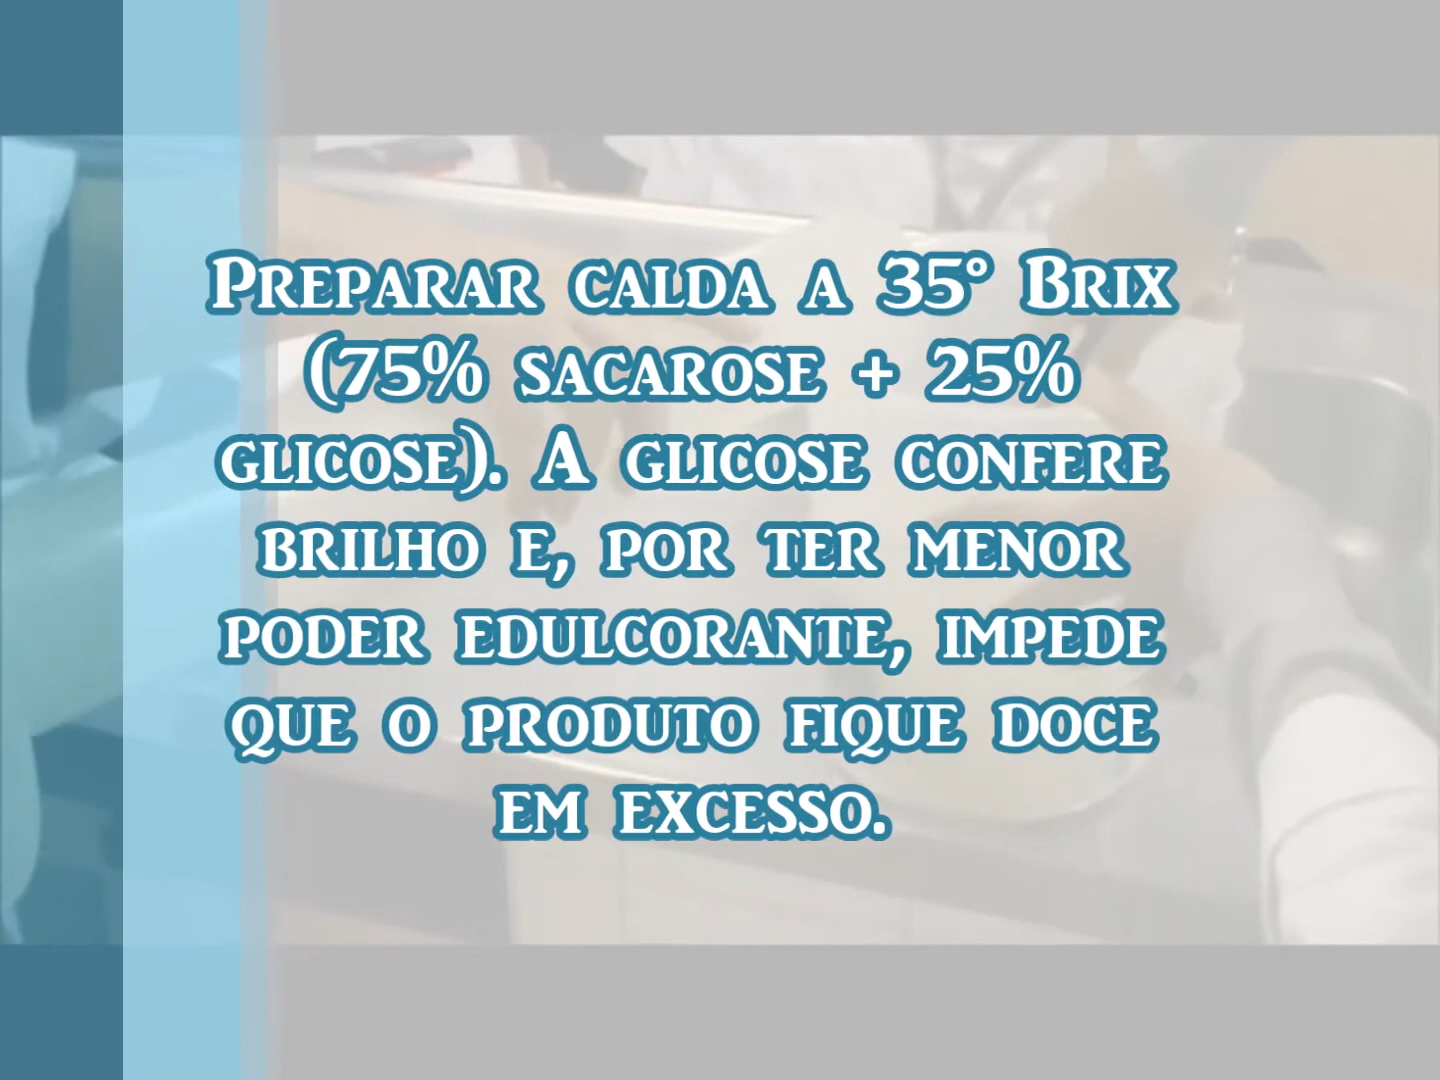 Preparar calda a 35° Brix
(75% sacarose + 25%
glicose). A glicose confere
brilho e, por ter menor
poder edulcorante, impede
que o produto fique doce
em excesso.